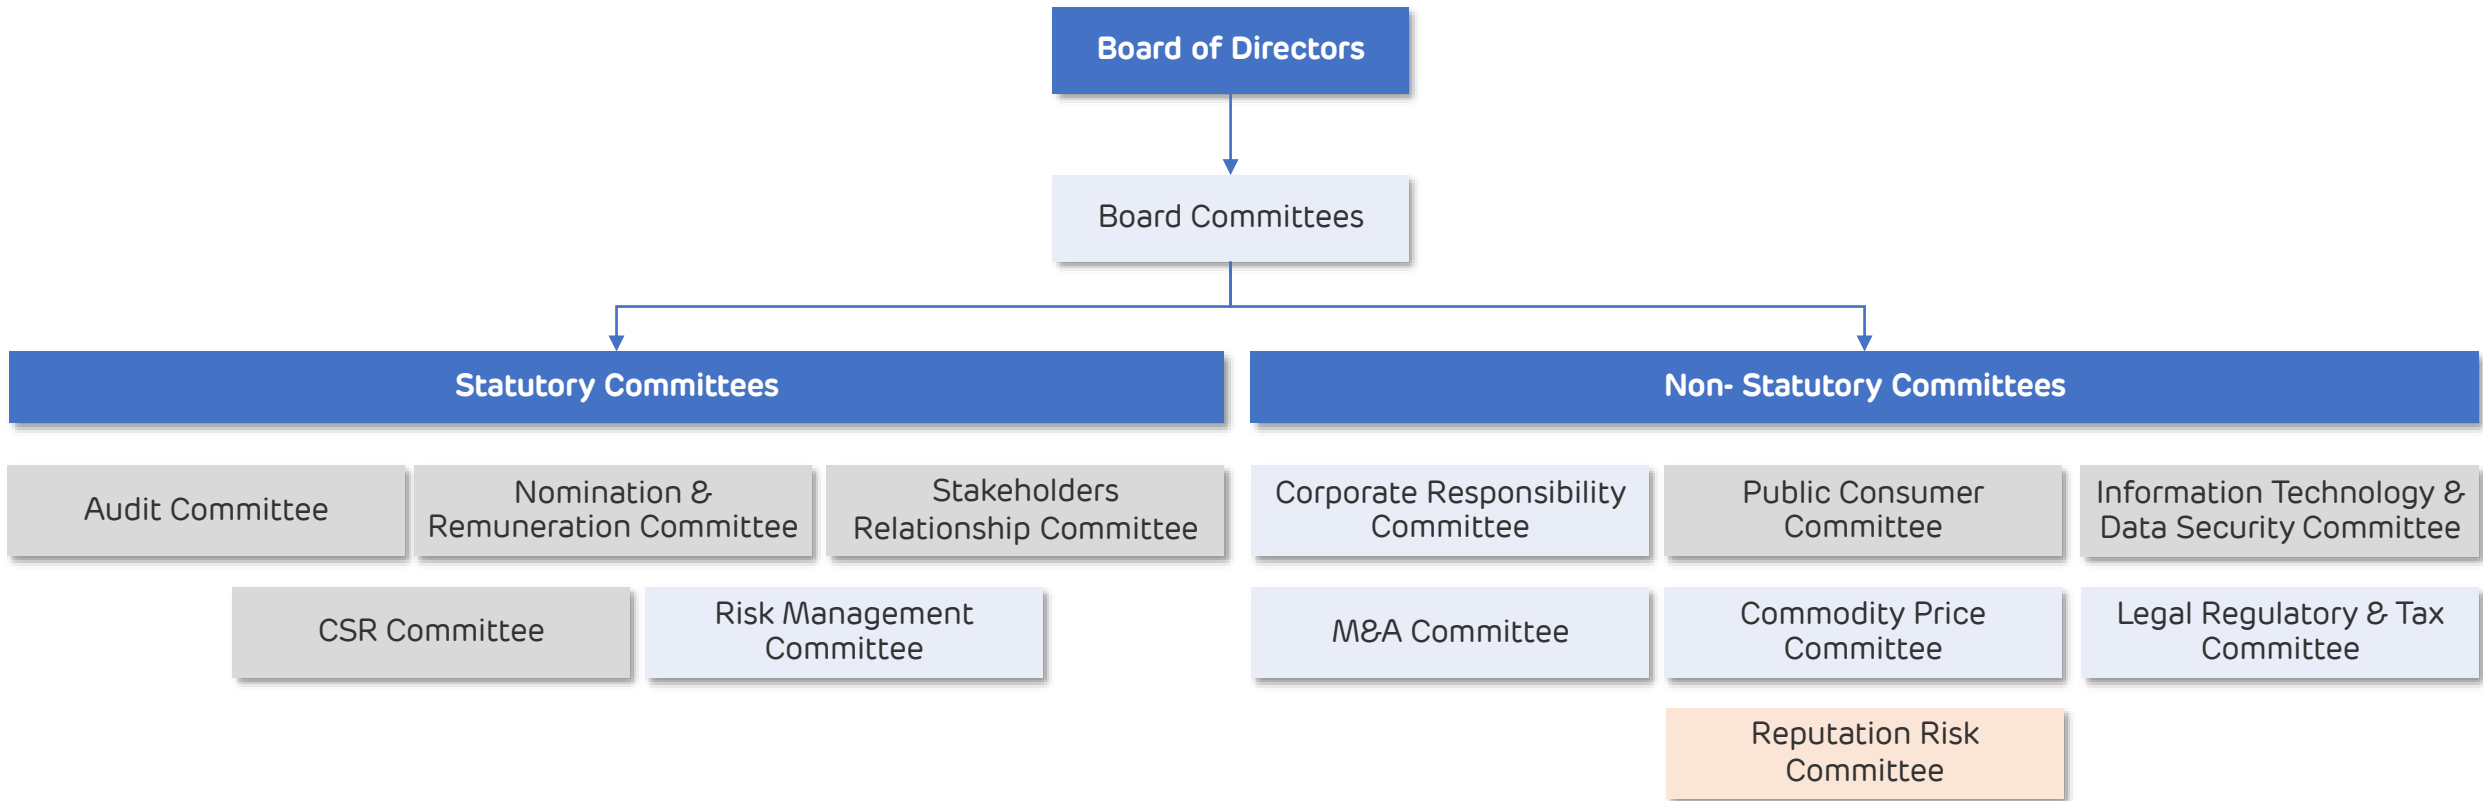 Board of Directors
Board Committees
Statutory Committees
Non- Statutory Committees
Audit Committee
Nomination &
Remuneration Committee
Stakeholders
Relationship Committee
Corporate Responsibility
Committee
Public Consumer
Committee
Information Technology &
Data Security Committee
CSR Committee
Risk Management
Committee
M&A Committee
Commodity Price
Committee
Legal Regulatory & Tax
Committee
Reputation Risk
Committee